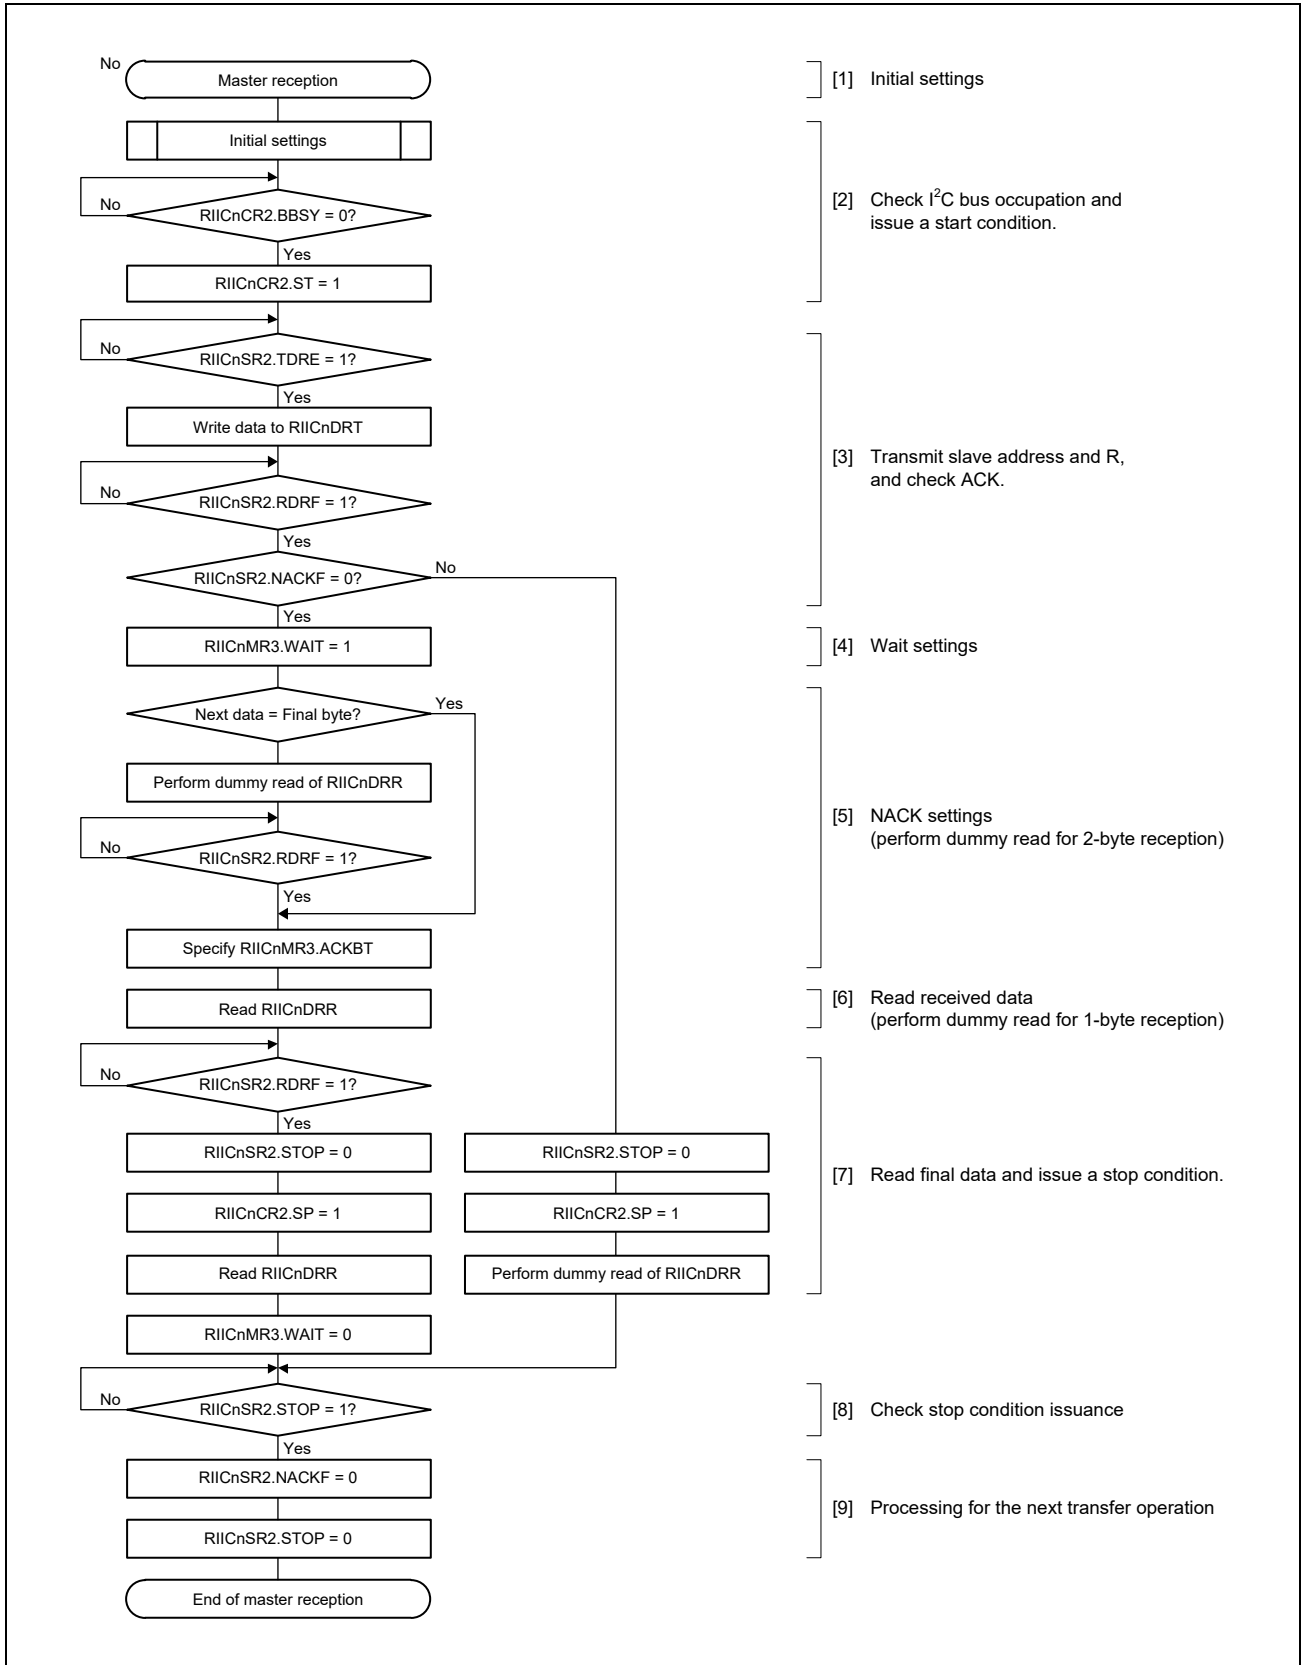 No
Master reception
[1] Initial settings
Initial settings
No
RIICnCR2.BBSY = 0?
Yes
[2] Check I²C bus occupation and
issue a start condition.
RIICnCR2.ST = 1
No
RIICnSR2.TDRE = 1?
Yes
Write data to RIICnDRT
[3] Transmit slave address and R,
and check ACK.
No
RIICnSR2.RDRF = 1?
Yes
RIICnSR2.NACKF = 0?
No
Yes
RIICnMR3.WAIT = 1
[4] Wait settings
Next data = Final byte?
Yes
Perform dummy read of RIICnDRR
[5] NACK settings
(perform dummy read for 2-byte reception)
No
RIICnSR2.RDRF = 1?
Yes
Specify RIICnMR3.ACKBT
Read RIICnDRR
[6] Read received data
(perform dummy read for 1-byte reception)
No
RIICnSR2.RDRF = 1?
Yes
RIICnSR2.STOP = 0
RIICnSR2.STOP = 0
[7] Read final data and issue a stop condition.
RIICnCR2.SP = 1
RIICnCR2.SP = 1
Read RIICnDRR
Perform dummy read of RIICnDRR
RIICnMR3.WAIT = 0
No
RIICnSR2.STOP = 1?
Yes
[8] Check stop condition issuance
RIICnSR2.NACKF = 0
[9] Processing for the next transfer operation
RIICnSR2.STOP = 0
End of master reception